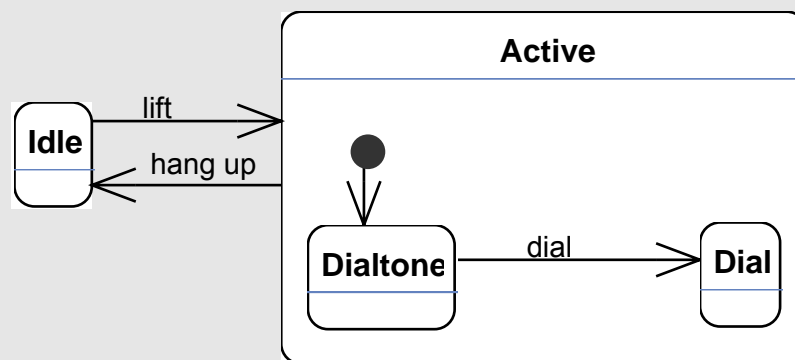 Active
lift
Idle
hang up
Dialtone
dial
Dial